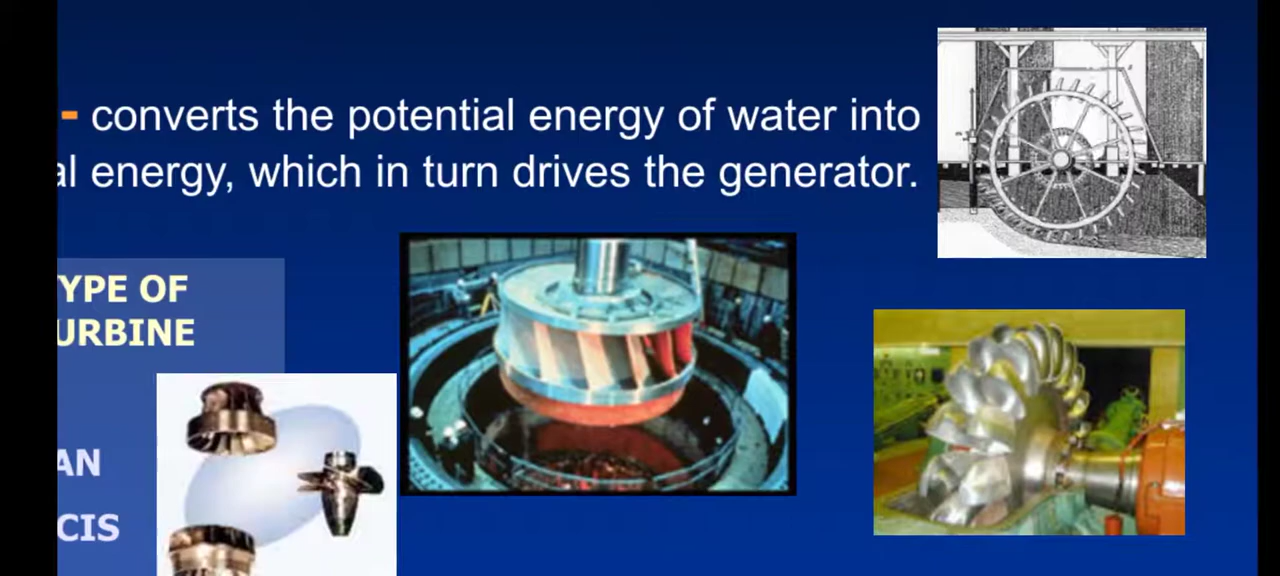 - converts the potential energy of water into
al energy, which in turn drives the generator.
YPE OF
URBINE
AN
CIS